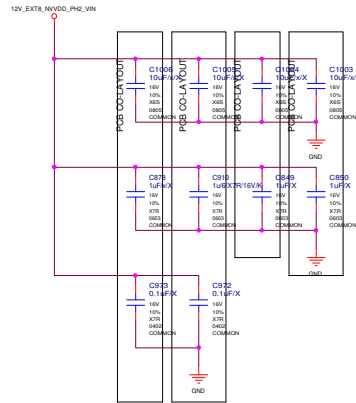 12V_EXT8_NVVDD_PH2_VIN
PCB CO-LAYOUT
PCB CO-LAYOUT
PCB CO-LAYOUT
PCB CO-LAYOUT
C1006
10uF/X/X
16V
10%
X6S
0805
COMMON
C1005
10uF/X
16V
10%
X6S
0805
COMMON
C1004
10uF/X
16V
10%
X6S
0805
COMMON
C1003
10uF/X
16V
10%
X6S
0805
COMMON
GND
C878
1uF/X
16V
10%
X7R
0603
COMMON
C910
1u/6/X7R/16V/K
16V
10%
X7R
0603
COMMON
C849
1uF/X
16V
10%
X7R
0603
COMMON
C850
1uF/X
16V
10%
X7R
0603
COMMON
GND
C973
0.1uF/X
16V
10%
X7R
0402
COMMON
C972
0.1uF/X
16V
10%
X7R
0402
COMMON
GND